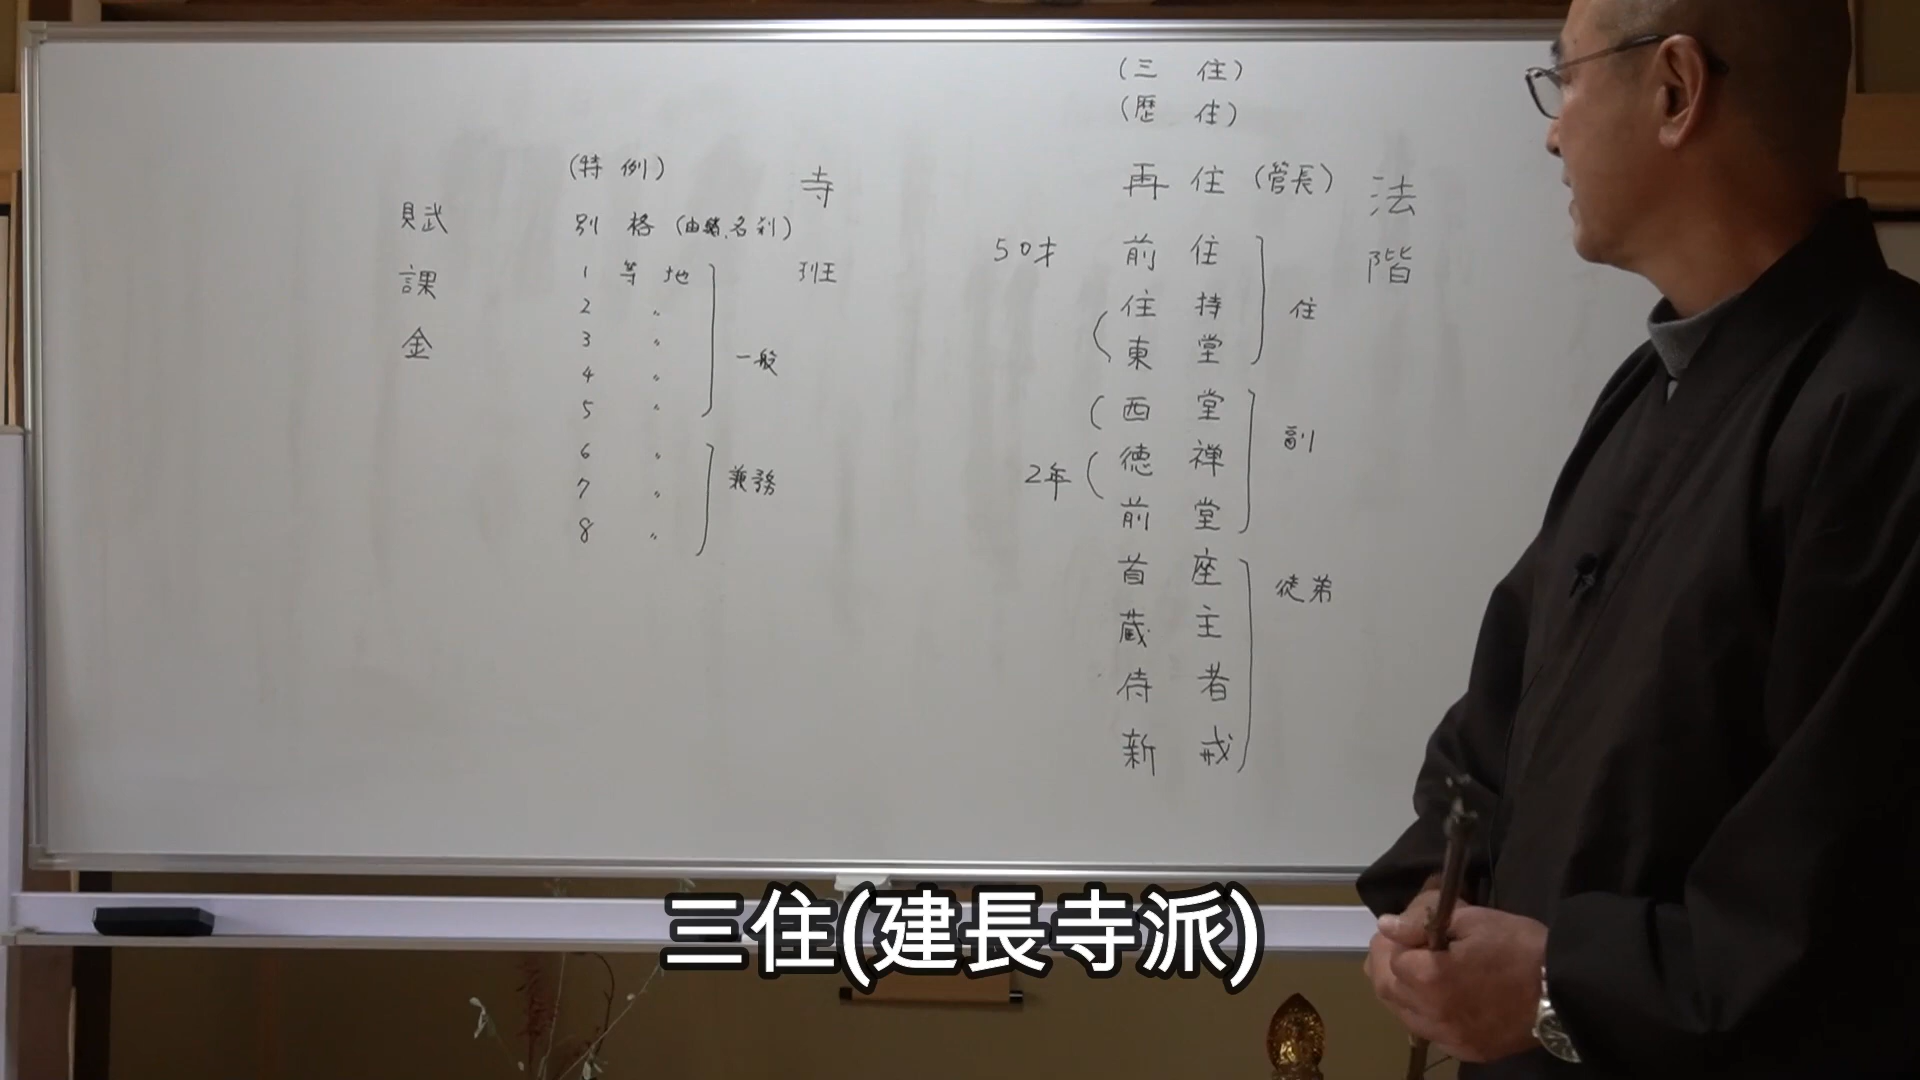 法階
(三住)
(歴住)
再住(管長)
50才 前住
住持
東堂
住
西堂
2年 徳禅
前堂
副
首座
蔵主
侍者
新戒
徒弟
寺班
(特例)
別格(由緒、名刹)
1等地
2 〃
3 〃
4 〃
5 〃
一般
6 〃
7 〃
8 〃
兼務
賦課金
三住(建長寺派)